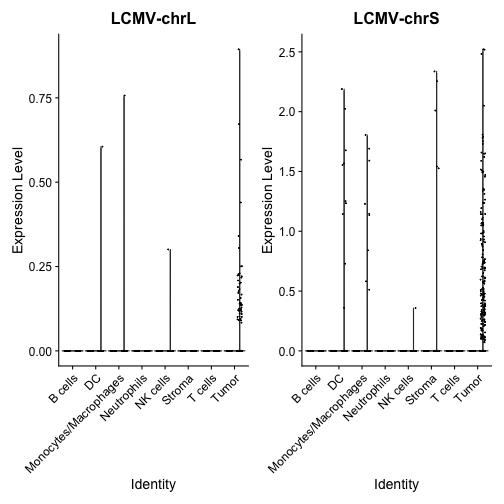 LCMV-chrL
Expression Level
0.75
0.50
0.25
0.00
B cells
DC
Monocytes/Macrophages
Neutrophils
NK cells
Stroma
T cells
Tumor
Identity
LCMV-chrS
Expression Level
2.5
2.0
1.5
1.0
0.5
0.0
B cells
DC
Monocytes/Macrophages
Neutrophils
NK cells
Stroma
T cells
Tumor
Identity